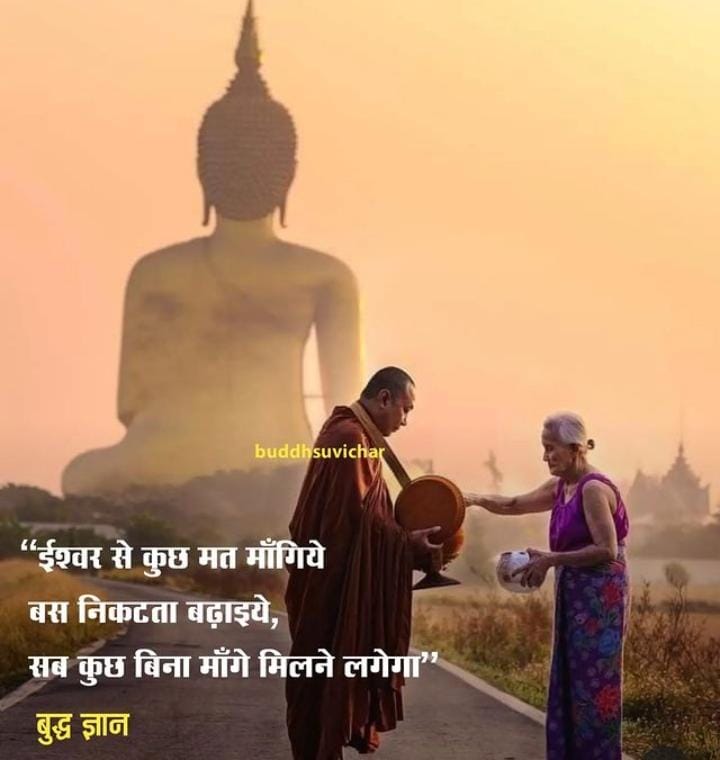 buddhsuvichar
“ईश्वर से कुछ मत माँगिये
बस निकटता बढ़ाइये,
सब कुछ बिना माँगे मिलने लगेगा”
बुद्ध ज्ञान